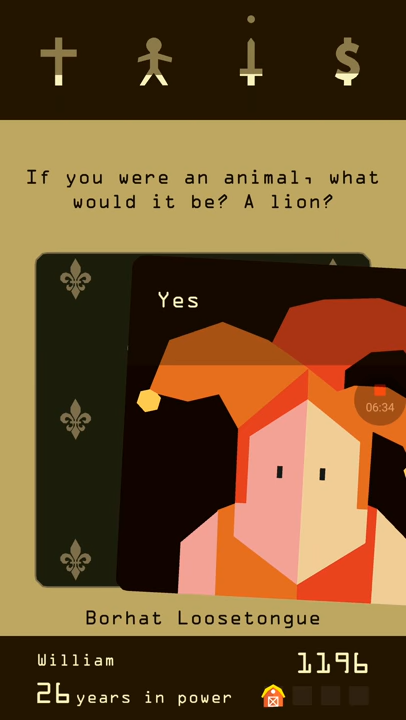 If you were an animal, what
would it be? A lion?
Yes
06:34
Borhat Loosetongue
William
1196
26 years in power